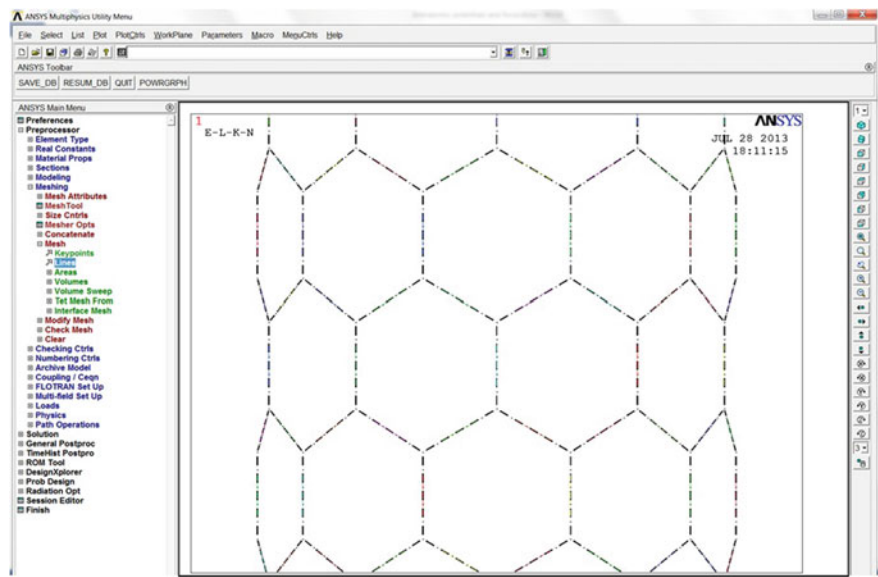 ANSYS Multiphysics Utility Menu
File Select List Plot PlotCtrls WorkPlane Parameters Macro MenuCtrls Help
ANSYS Toolbar
SAVE_DB RESUM_DB QUIT POWRGRPH
ANSYS Main Menu
Preferences
Preprocessor
Element Type
Real Constants
Material Props
Sections
Modeling
Meshing
Mesh Attributes
MeshTool
Size Cntrls
Mesher Opts
Concatenate
Mesh
Keypoints
Lines
Areas
Volumes
Volume Sweep
Tet Mesh From
Interface Mesh
Modify Mesh
Check Mesh
Clear
Checking Ctrls
Numbering Ctrls
Archive Model
Coupling / Ceqn
FLOTRAN Set Up
Multi-field Set Up
Loads
Physics
Path Operations
Solution
General Postproc
TimeHist Postpro
ROM Tool
DesignXplorer
Prob Design
Radiation Opt
Session Editor
Finish
1
E-L-K-N
ANSYS
JUL 28 2013
18:11:15
1
3